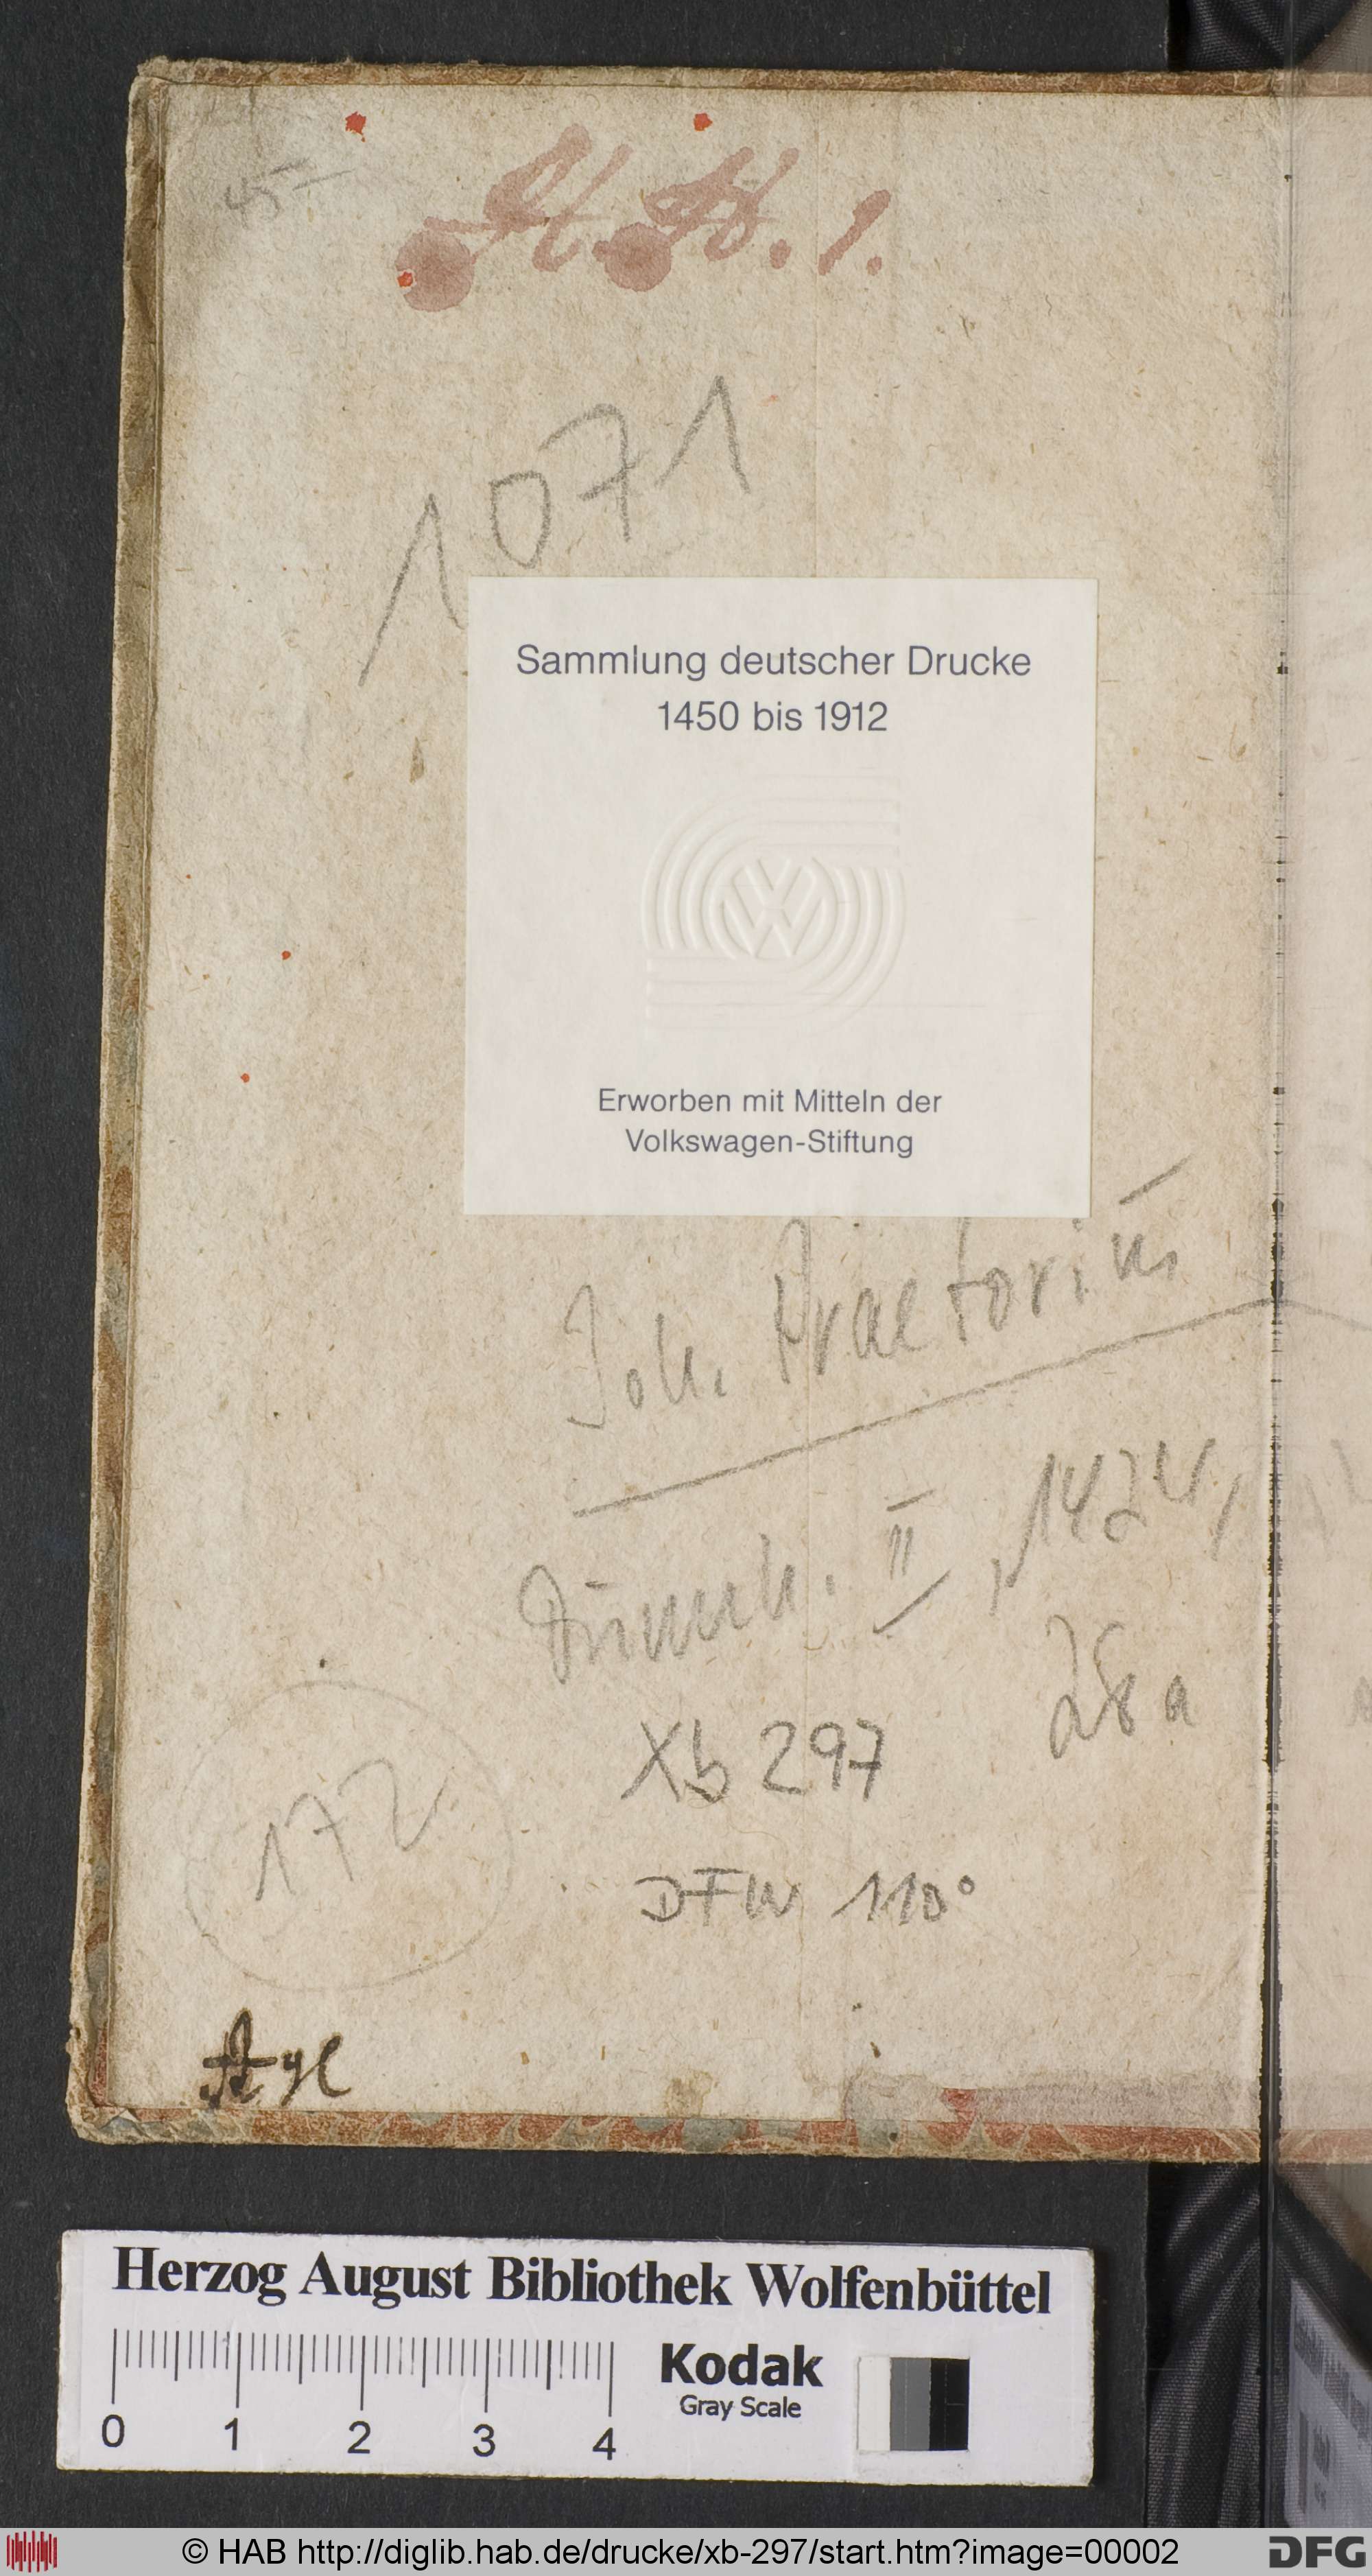 45 –
1071
Sammlung deutscher Drucke
1450 bis 1912
Erworben mit Mitteln der
Volkswagen-Stiftung
Joh. Praetorius
Dünnh. II, 1424,
28a
Xb 297
172
DFW 110°
Herzog August Bibliothek Wolfenbüttel
Kodak
Gray Scale
0 1 2 3 4
© HAB http://diglib.hab.de/drucke/xb-297/start.htm?image=00002
DFG